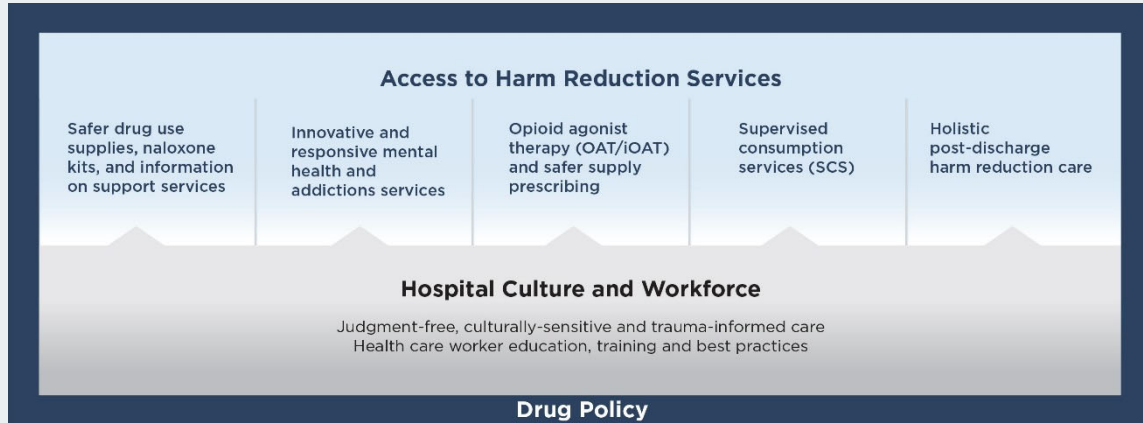 Access to Harm Reduction Services
Safer drug use
supplies, naloxone
kits, and information
on support services
Innovative and
responsive mental
health and
addictions services
Opioid agonist
therapy (OAT/iOAT)
and safer supply
prescribing
Supervised
consumption
services (SCS)
Holistic
post-discharge
harm reduction care
Hospital Culture and Workforce
Judgment-free, culturally-sensitive and trauma-informed care
Health care worker education, training and best practices
Drug Policy